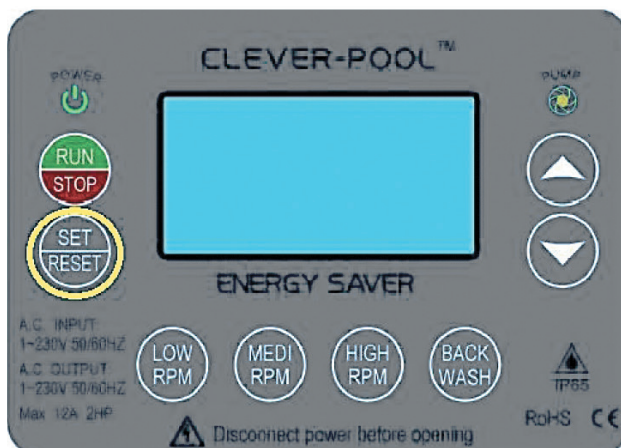 CLEVER-POOL™
POWER
PUMP
RUN
STOP
SET
RESET
ENERGY SAVER
A.C. INPUT:
1~230V 50/60HZ
A.C. OUTPUT:
1~230V 50/60HZ
Max 12A 2HP
LOW
RPM
MEDI
RPM
HIGH
RPM
BACK
WASH
IP65
RoHS CE
Disconnect power before opening